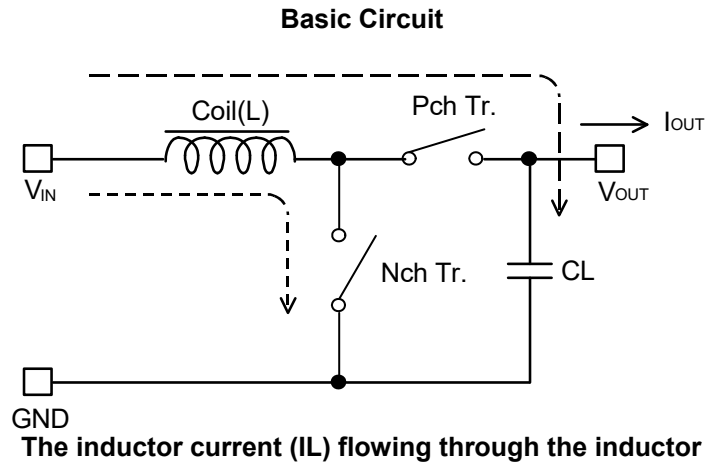 Basic Circuit
Coil(L)
Pch Tr.
IOUT
VIN
VOUT
Nch Tr.
CL
GND
The inductor current (IL) flowing through the inductor